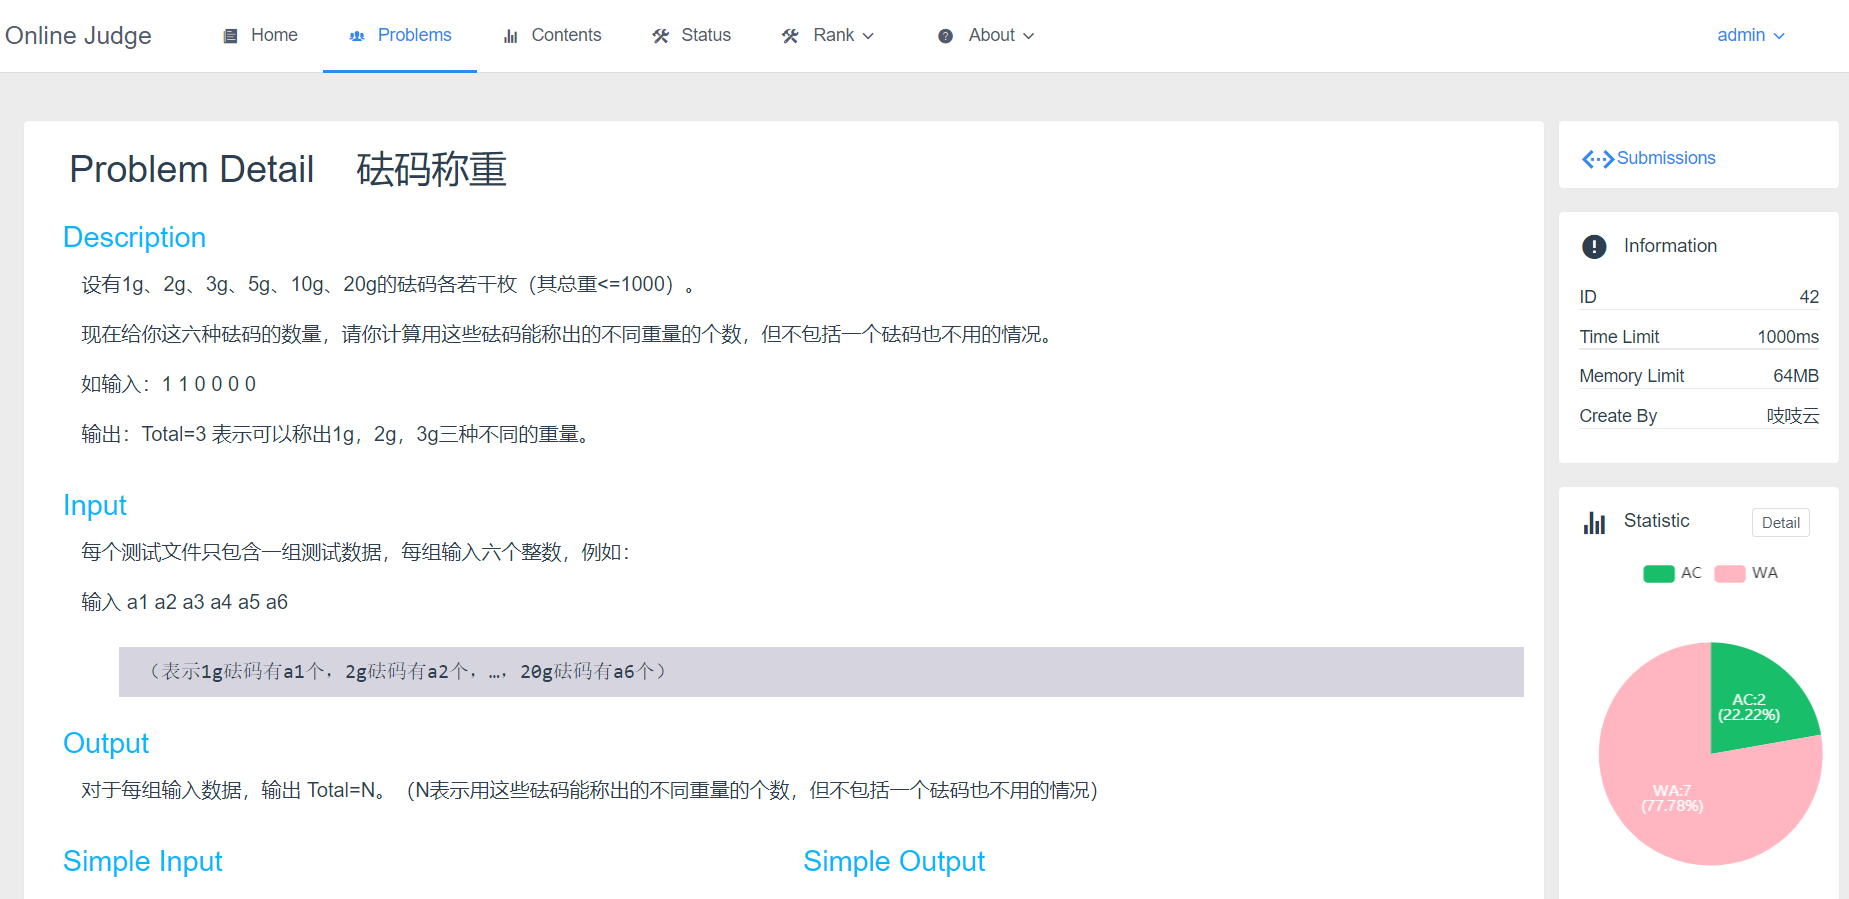 Online Judge Home Problems Contents Status Rank About admin
Problem Detail 砝码称重
Description
设有1g、2g、3g、5g、10g、20g的砝码各若干枚（其总重<=1000）。
现在给你这六种砝码的数量，请你计算用这些砝码能称出的不同重量的个数，但不包括一个砝码也不用的情况。
如输入：1 1 0 0 0 0
输出：Total=3 表示可以称出1g，2g，3g三种不同的重量。
Input
每个测试文件只包含一组测试数据，每组输入六个整数，例如：
输入 a1 a2 a3 a4 a5 a6
（表示1g砝码有a1个，2g砝码有a2个，…，20g砝码有a6个）
Output
对于每组输入数据，输出 Total=N。（N表示用这些砝码能称出的不同重量的个数，但不包括一个砝码也不用的情况）
Simple Input Simple Output
Submissions
Information
ID 42
Time Limit 1000ms
Memory Limit 64MB
Create By 吱吱云
Statistic Detail
AC WA
AC:2
(22.22%)
WA:7
(77.78%)